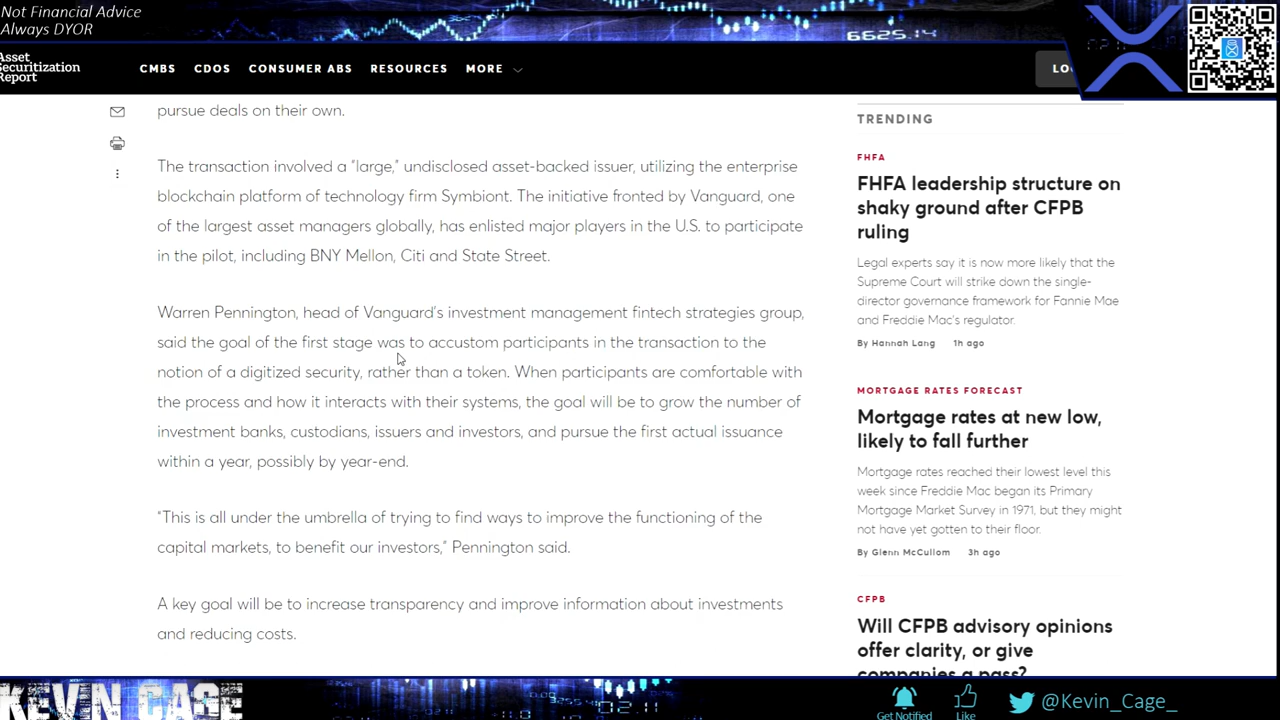 Not Financial Advice
Always DYOR
6625.14
Asset
Securitization
Report
CMBS CDOS CONSUMER ABS RESOURCES MORE
pursue deals on their own.
The transaction involved a "large," undisclosed asset-backed issuer, utilizing the enterprise
blockchain platform of technology firm Symbiont. The initiative fronted by Vanguard, one
of the largest asset managers globally, has enlisted major players in the U.S. to participate
in the pilot, including BNY Mellon, Citi and State Street.
Warren Pennington, head of Vanguard's investment management fintech strategies group,
said the goal of the first stage was to accustom participants in the transaction to the
notion of a digitized security, rather than a token. When participants are comfortable with
the process and how it interacts with their systems, the goal will be to grow the number of
investment banks, custodians, issuers and investors, and pursue the first actual issuance
within a year, possibly by year-end.
"This is all under the umbrella of trying to find ways to improve the functioning of the
capital markets, to benefit our investors," Pennington said.
A key goal will be to increase transparency and improve information about investments
and reducing costs.
TRENDING
FHFA
FHFA leadership structure on
shaky ground after CFPB
ruling
Legal experts say it is now more likely that the
Supreme Court will strike down the single-
director governance framework for Fannie Mae
and Freddie Mac's regulator.
By Hannah Lang 1h ago
MORTGAGE RATES FORECAST
Mortgage rates at new low,
likely to fall further
Mortgage rates reached their lowest level this
week since Freddie Mac began its Primary
Mortgage Market Survey in 1971, but they might
not have yet gotten to their floor.
By Glenn McCullom 3h ago
CFPB
Will CFPB advisory opinions
offer clarity, or give
companies a pass?
KEVIN CAGE
Get Notified
Like
@Kevin_Cage_